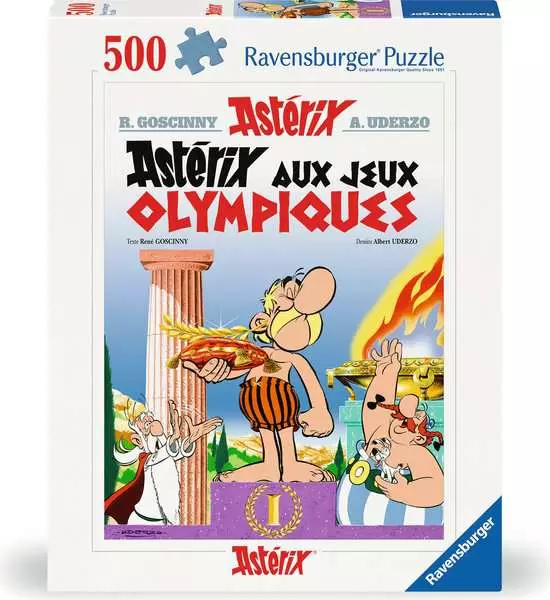 500 Ravensburger Puzzle
Original Ravensburger Quality Since 1891
R. GOSCINNY Astérix A. UDERZO
Astérix AUX JEUX
OLYMPIQUES
Texte René GOSCINNY Dessins Albert UDERZO
I
Astérix
Ravensburger